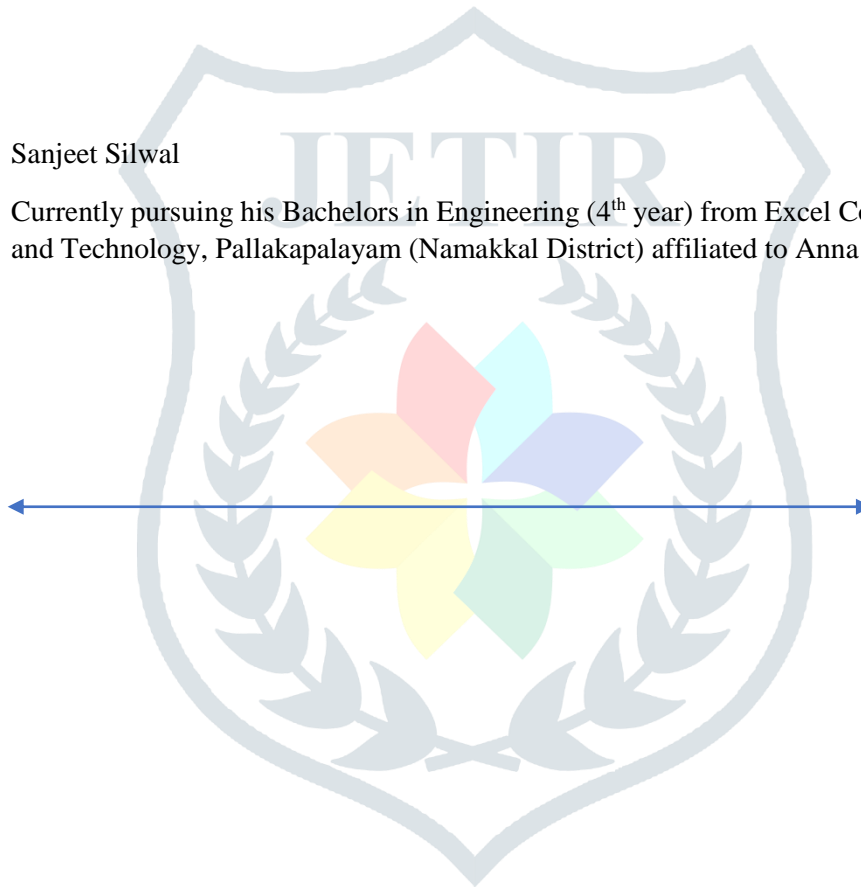 JETIR
Sanjeet Silwal
Currently pursuing his Bachelors in Engineering (4th year) from Excel Co
and Technology, Pallakapalayam (Namakkal District) affiliated to Anna